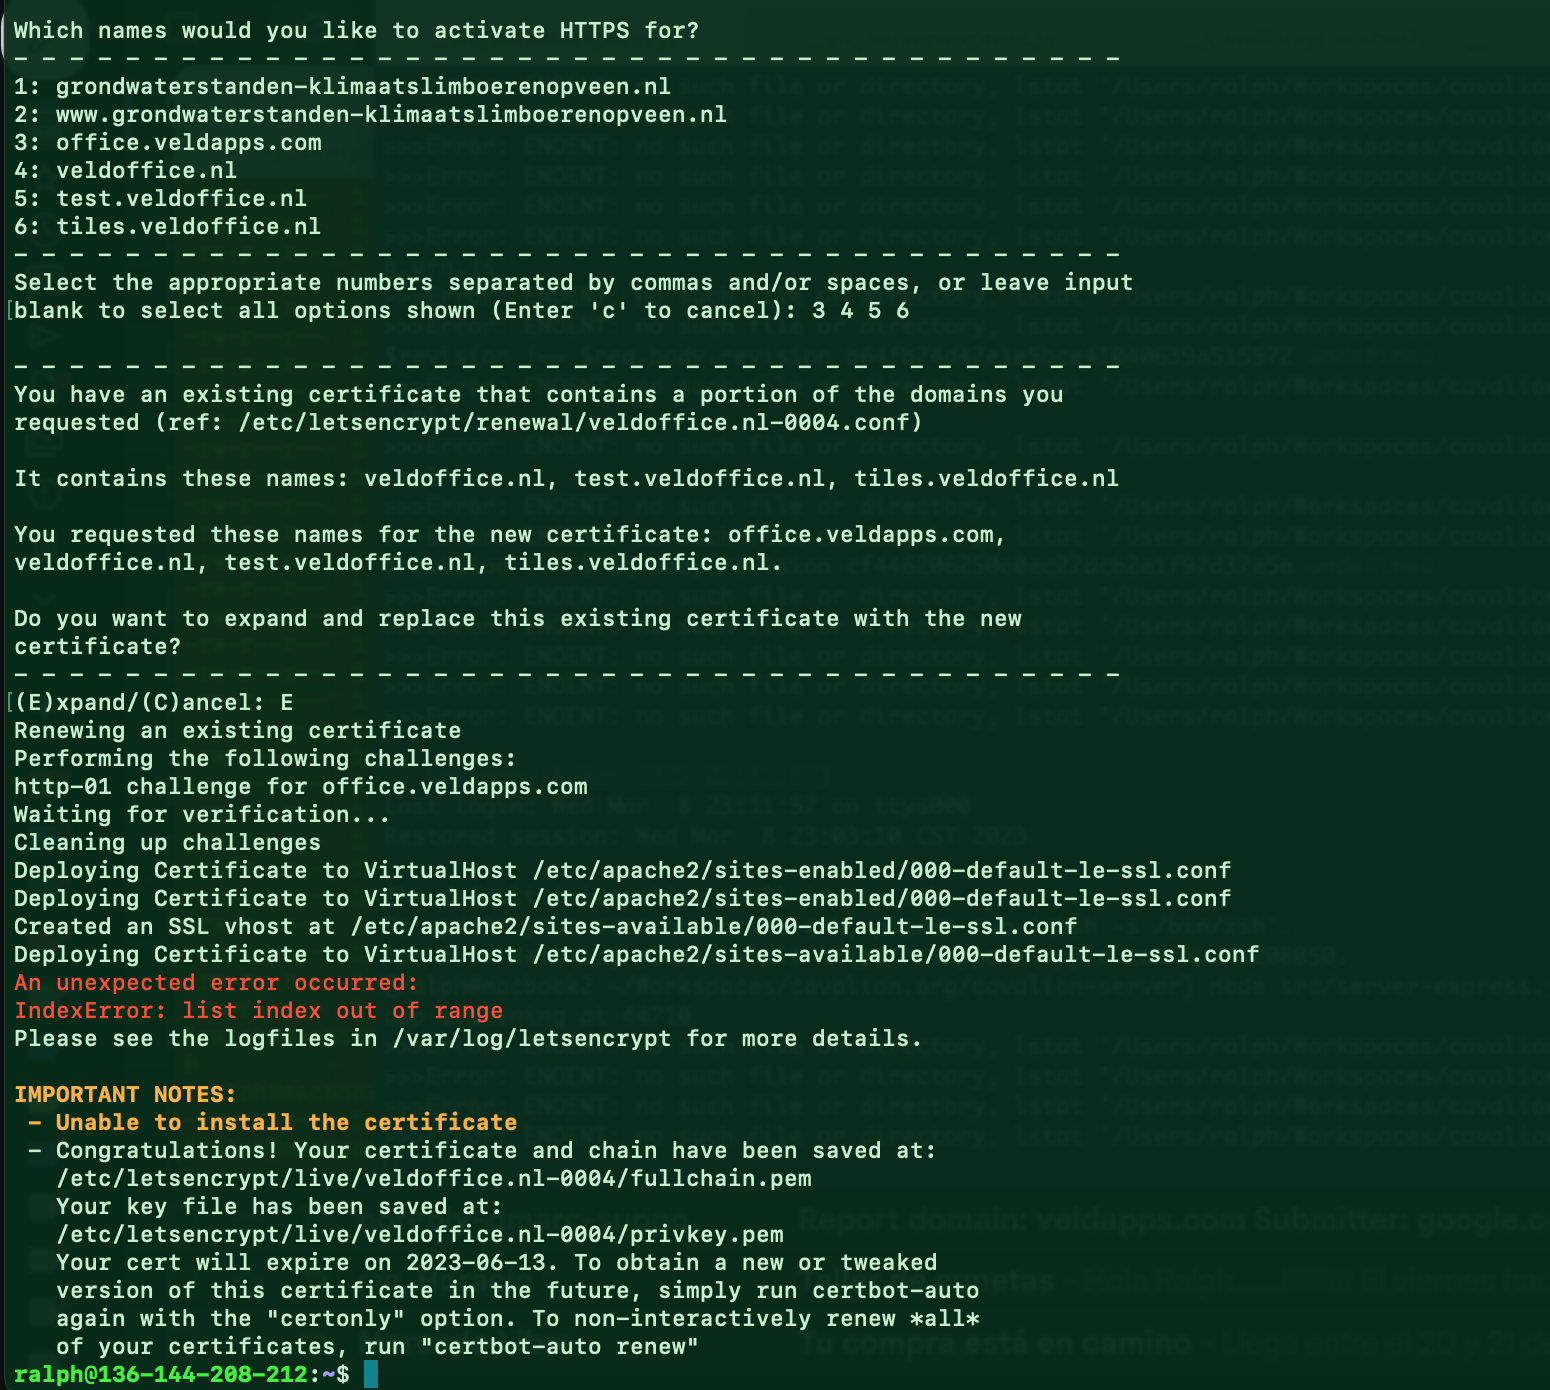 Which names would you like to activate HTTPS for?
- - - - - - - - - - - - - - - - - - - - - - - - - - - - - - - - - - - - - - - -
1: grondwaterstanden-klimaatslimboerenopveen.nl
2: www.grondwaterstanden-klimaatslimboerenopveen.nl
3: office.veldapps.com
4: veldoffice.nl
5: test.veldoffice.nl
6: tiles.veldoffice.nl
- - - - - - - - - - - - - - - - - - - - - - - - - - - - - - - - - - - - - - - -
Select the appropriate numbers separated by commas and/or spaces, or leave input
[blank to select all options shown (Enter 'c' to cancel): 3 4 5 6
- - - - - - - - - - - - - - - - - - - - - - - - - - - - - - - - - - - - - - - -
You have an existing certificate that contains a portion of the domains you
requested (ref: /etc/letsencrypt/renewal/veldoffice.nl-0004.conf)
It contains these names: veldoffice.nl, test.veldoffice.nl, tiles.veldoffice.nl
You requested these names for the new certificate: office.veldapps.com,
veldoffice.nl, test.veldoffice.nl, tiles.veldoffice.nl.
Do you want to expand and replace this existing certificate with the new
certificate?
- - - - - - - - - - - - - - - - - - - - - - - - - - - - - - - - - - - - - - - -
[(E)xpand/(C)ancel: E
Renewing an existing certificate
Performing the following challenges:
http-01 challenge for office.veldapps.com
Waiting for verification...
Cleaning up challenges
Deploying Certificate to VirtualHost /etc/apache2/sites-enabled/000-default-le-ssl.conf
Deploying Certificate to VirtualHost /etc/apache2/sites-enabled/000-default-le-ssl.conf
Created an SSL vhost at /etc/apache2/sites-available/000-default-le-ssl.conf
Deploying Certificate to VirtualHost /etc/apache2/sites-available/000-default-le-ssl.conf
An unexpected error occurred:
IndexError: list index out of range
Please see the logfiles in /var/log/letsencrypt for more details.
IMPORTANT NOTES:
- Unable to install the certificate
- Congratulations! Your certificate and chain have been saved at:
/etc/letsencrypt/live/veldoffice.nl-0004/fullchain.pem
Your key file has been saved at:
/etc/letsencrypt/live/veldoffice.nl-0004/privkey.pem
Your cert will expire on 2023-06-13. To obtain a new or tweaked
version of this certificate in the future, simply run certbot-auto
again with the "certonly" option. To non-interactively renew *all*
of your certificates, run "certbot-auto renew"
ralph@136-144-208-212:~$